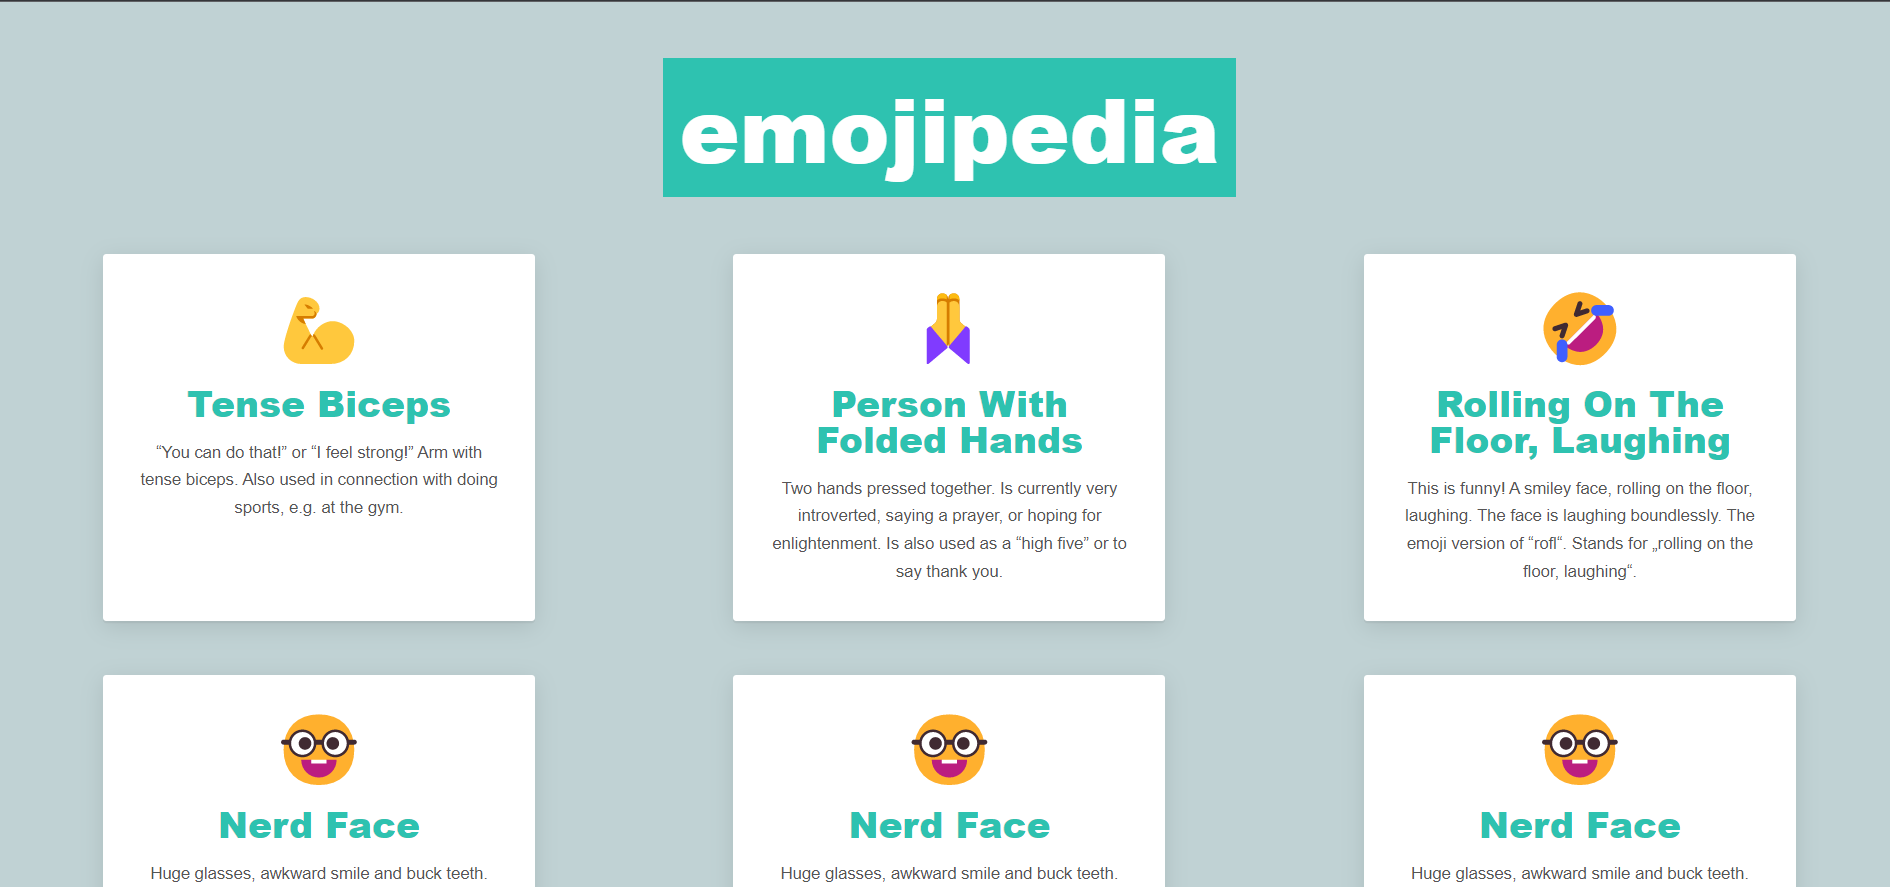 emojipedia
Tense Biceps
“You can do that!” or “I feel strong!” Arm with
tense biceps. Also used in connection with doing
sports, e.g. at the gym.
Person With
Folded Hands
Two hands pressed together. Is currently very
introverted, saying a prayer, or hoping for
enlightenment. Is also used as a “high five” or to
say thank you.
Rolling On The
Floor, Laughing
This is funny! A smiley face, rolling on the floor,
laughing. The face is laughing boundlessly. The
emoji version of “rofl“. Stands for „rolling on the
floor, laughing“.
Nerd Face
Huge glasses, awkward smile and buck teeth.
Nerd Face
Huge glasses, awkward smile and buck teeth.
Nerd Face
Huge glasses, awkward smile and buck teeth.